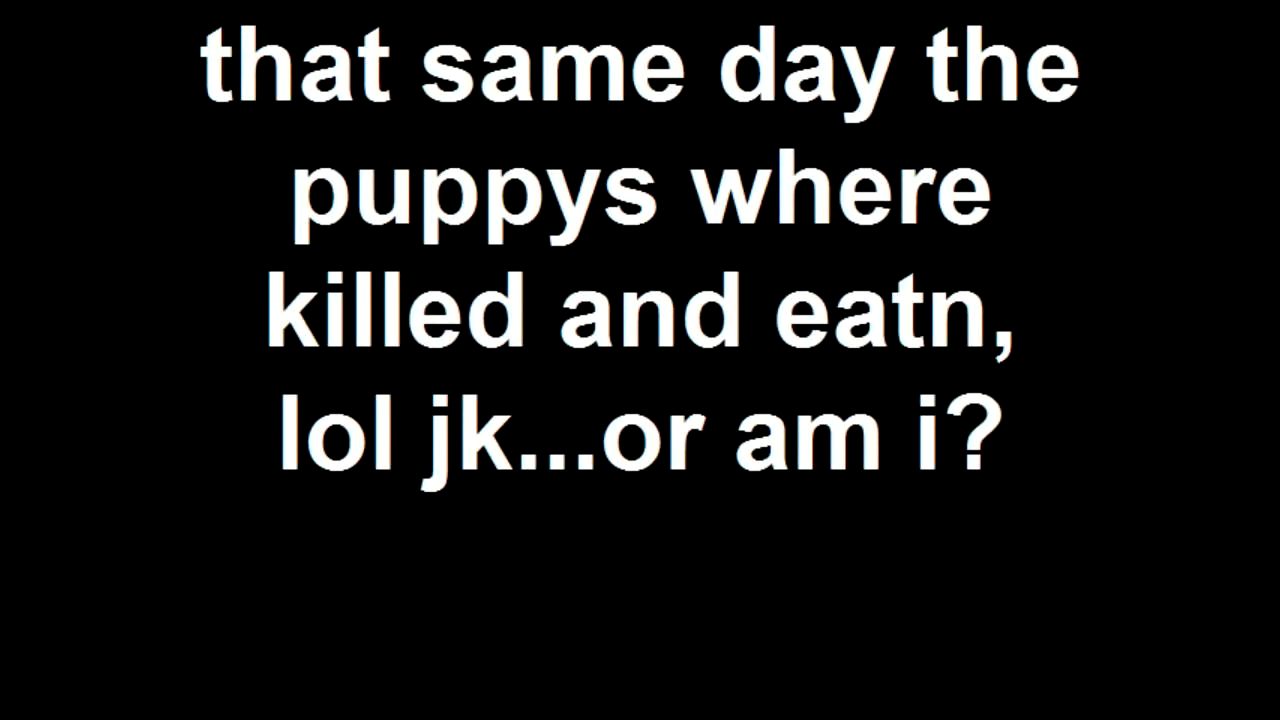 that same day the
puppys where
killed and eatn,
lol jk...or am i?